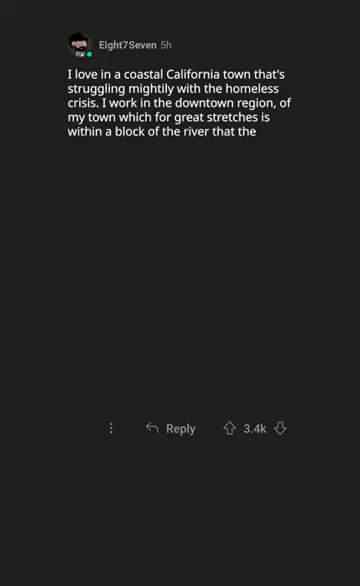 Eight7Seven 5h
I love in a coastal California town that's
struggling mightily with the homeless
crisis. I work in the downtown region, of
my town which for great stretches is
within a block of the river that the
Reply 3.4k